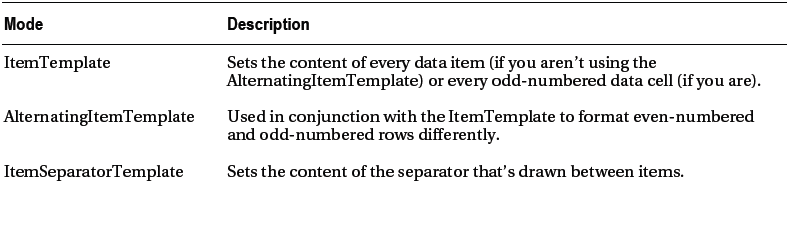 Mode Description
ItemTemplate Sets the content of every data item (if you aren't using the
AlternatingItemTemplate) or every odd-numbered data cell (if you are).
AlternatingItemTemplate Used in conjunction with the ItemTemplate to format even-numbered
and odd-numbered rows differently.
ItemSeparatorTemplate Sets the content of the separator that's drawn between items.